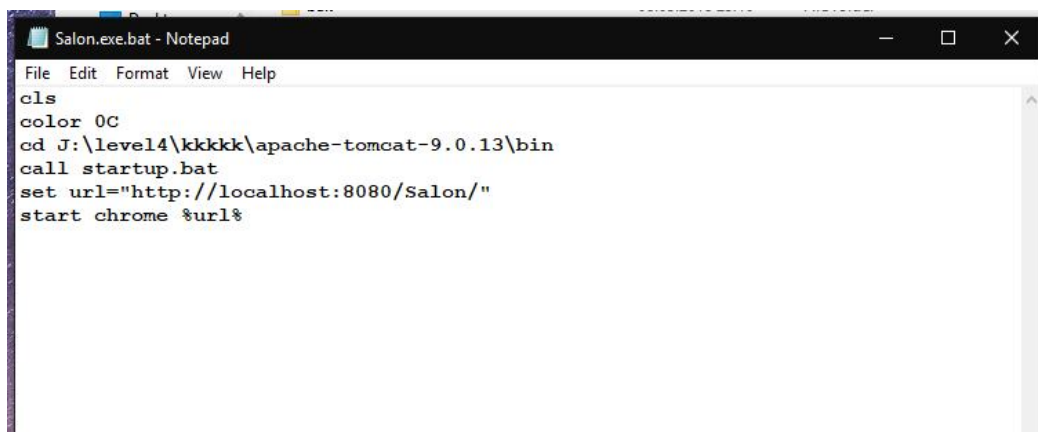 Salon.exe.bat - Notepad
File Edit Format View Help
cls
color 0C
cd J:\level4\kkkkk\apache-tomcat-9.0.13\bin
call startup.bat
set url="http://localhost:8080/Salon/"
start chrome %url%